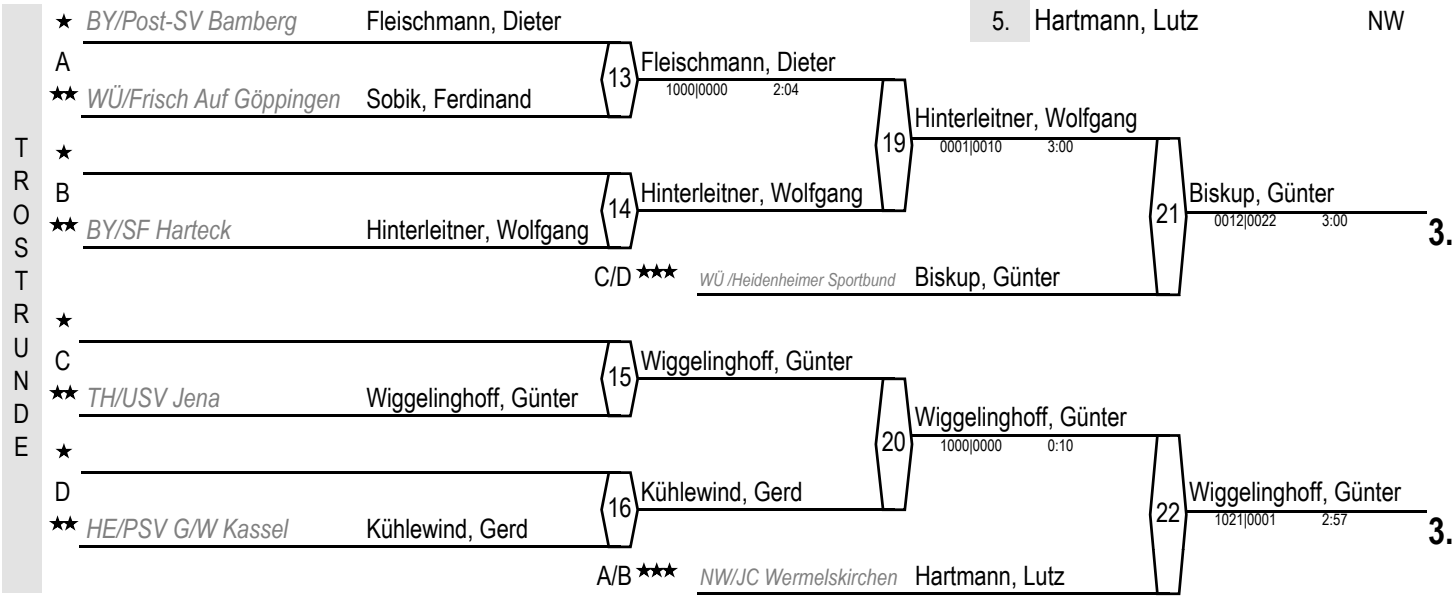 ★ BY/Post-SV Bamberg Fleischmann, Dieter
5. Hartmann, Lutz NW
A
13 Fleischmann, Dieter
1000|0000 2:04
★★ WÜ/Frisch Auf Göppingen Sobik, Ferdinand
19 Hinterleitner, Wolfgang
0001|0010 3:00
★
B
14 Hinterleitner, Wolfgang
★★ BY/SF Harteck Hinterleitner, Wolfgang
21 Biskup, Günter
0012|0022 3:00
3.
C/D ★★★ WÜ /Heidenheimer Sportbund Biskup, Günter
TROSTRUNDE
★
C
15 Wiggelinghoff, Günter
★★ TH/USV Jena Wiggelinghoff, Günter
20 Wiggelinghoff, Günter
1000|0000 0:10
★
D
16 Kühlewind, Gerd
★★ HE/PSV G/W Kassel Kühlewind, Gerd
22 Wiggelinghoff, Günter
1021|0001 2:57
3.
A/B ★★★ NW/JC Wermelskirchen Hartmann, Lutz